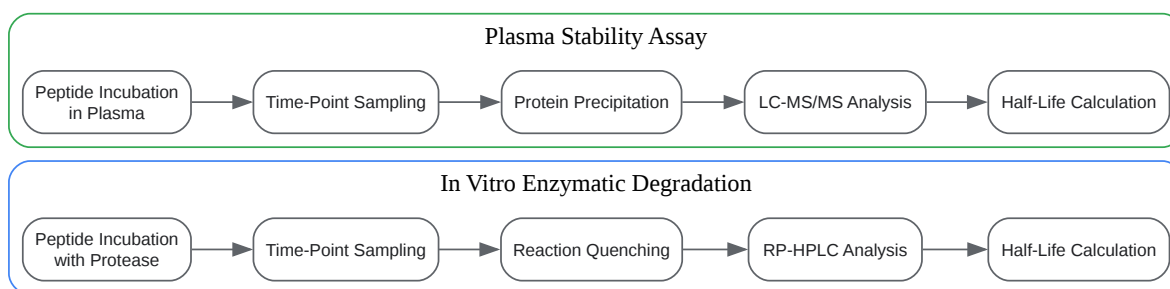 Plasma Stability Assay
Peptide Incubation
in Plasma
Time-Point Sampling
Protein Precipitation
LC-MS/MS Analysis
Half-Life Calculation
In Vitro Enzymatic Degradation
Peptide Incubation
with Protease
Time-Point Sampling
Reaction Quenching
RP-HPLC Analysis
Half-Life Calculation